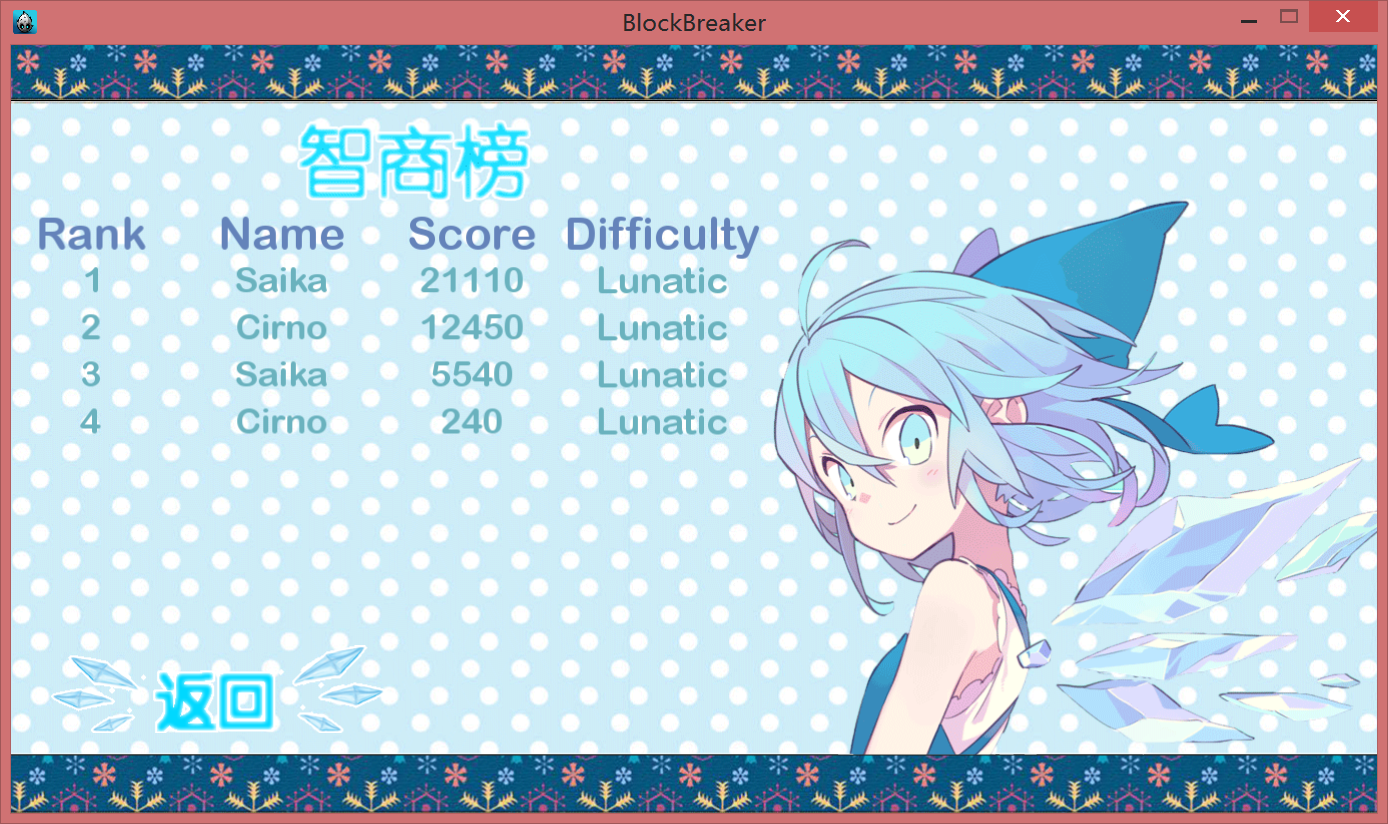 BlockBreaker
智商榜
Rank Name Score Difficulty
1 Saika 21110 Lunatic
2 Cirno 12450 Lunatic
3 Saika 5540 Lunatic
4 Cirno 240 Lunatic
返回